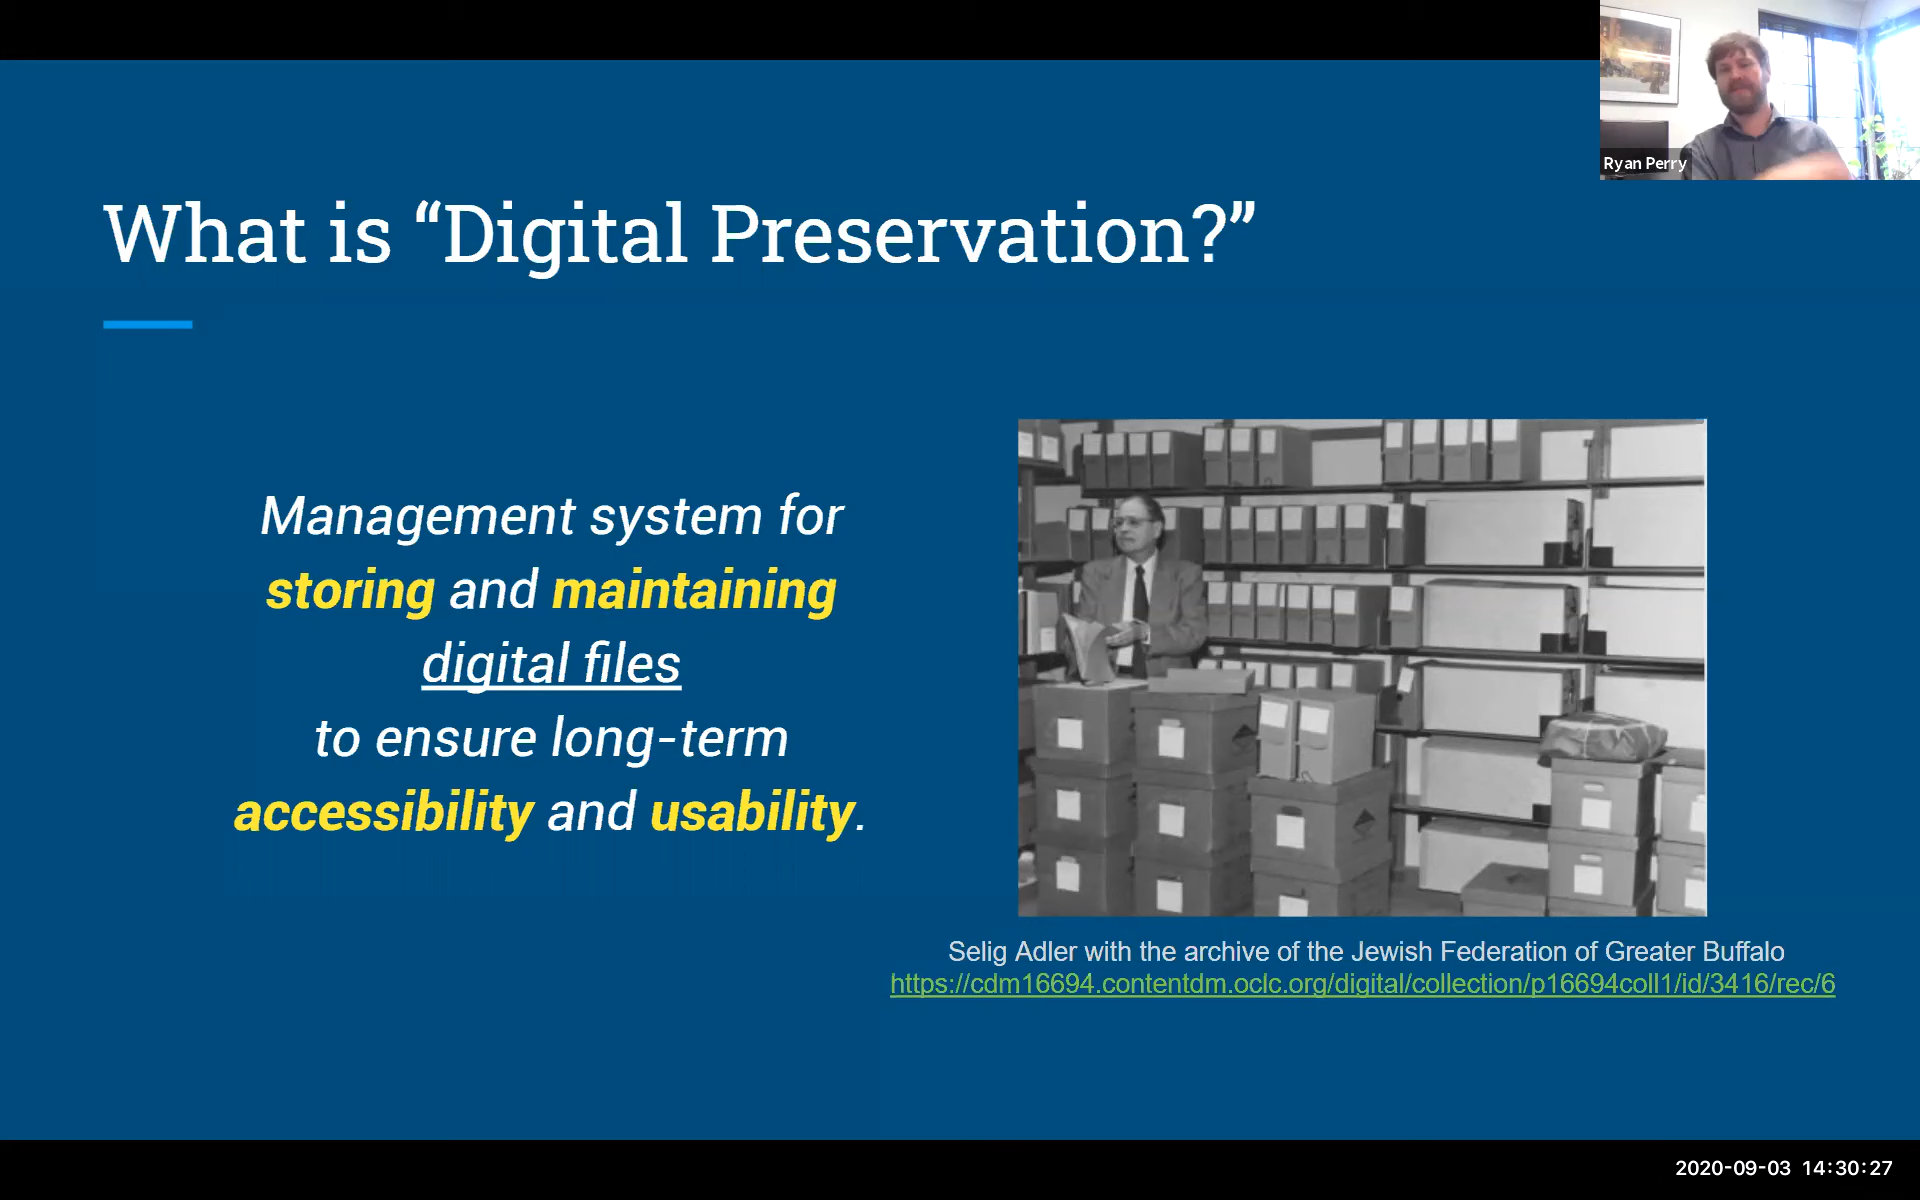 Ryan Perry
What is “Digital Preservation?”
Management system for
storing and maintaining
digital files
to ensure long-term
accessibility and usability.
Selig Adler with the archive of the Jewish Federation of Greater Buffalo
https://cdm16694.contentdm.oclc.org/digital/collection/p16694coll1/id/3416/rec/6
2020-09-03 14:30:27